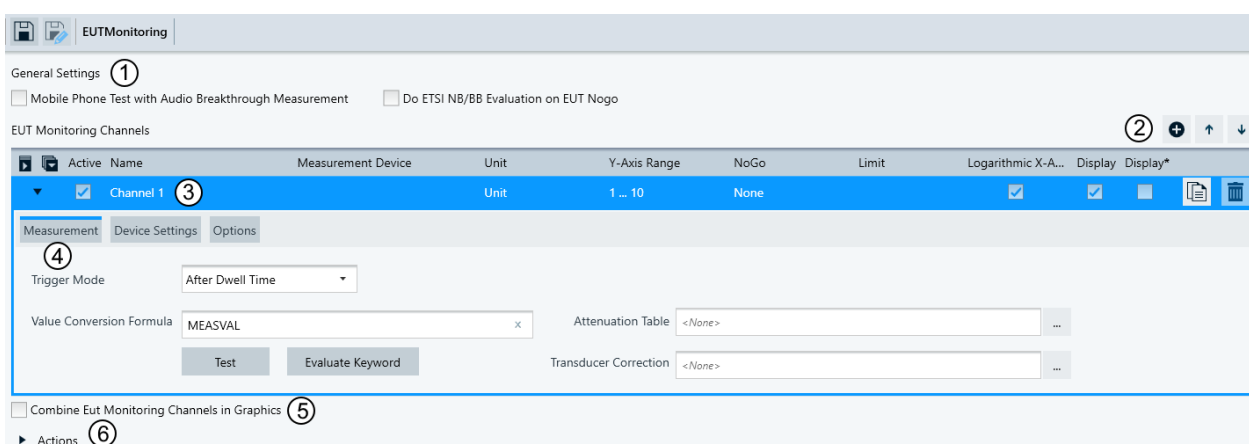 EUTMonitoring
General Settings 1
Mobile Phone Test with Audio Breakthrough Measurement Do ETSI NB/BB Evaluation on EUT Nogo
EUT Monitoring Channels 2
Active Name Measurement Device Unit Y-Axis Range NoGo Limit Logarithmic X-A... Display Display*
Channel 1 3 Unit 1 ... 10 None
Measurement Device Settings Options
4
Trigger Mode After Dwell Time
Value Conversion Formula MEASVAL x Attenuation Table <None> ...
Test Evaluate Keyword Transducer Correction <None> ...
Combine Eut Monitoring Channels in Graphics 5
Actions 6